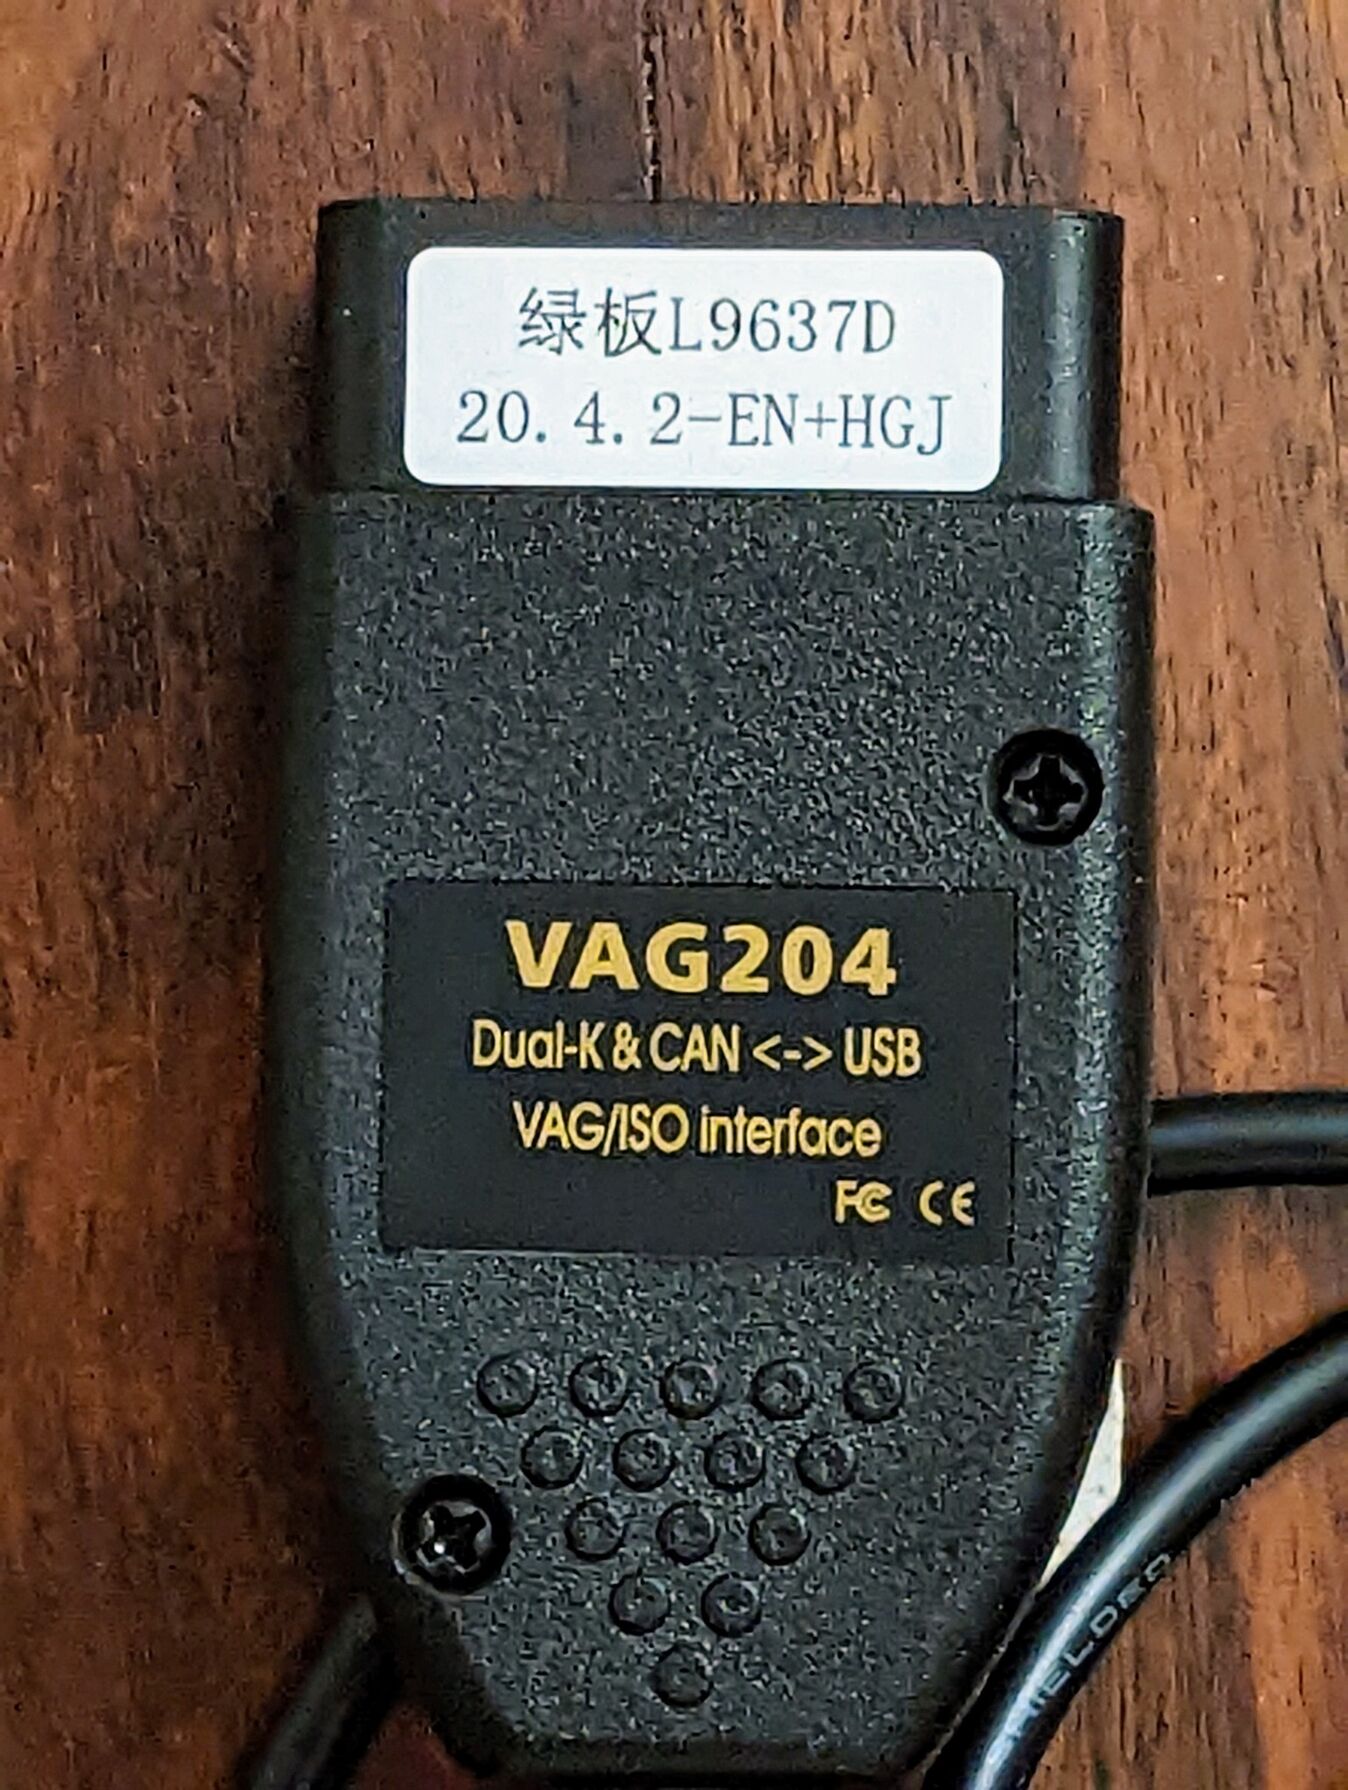 绿板L9637D
20.4.2-EN+HGJ
VAG204
Dual-K & CAN <-> USB
VAG/ISO interface
FC CE
SHIELDED